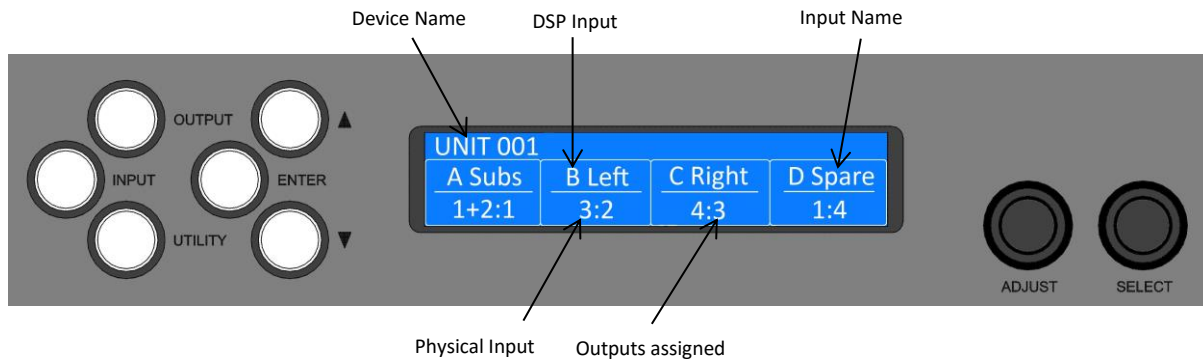 Device Name
DSP Input
Input Name
OUTPUT
▲
UNIT 001
A Subs
B Left
C Right
D Spare
INPUT
ENTER
1+2:1
3:2
4:3
1:4
UTILITY
▼
ADJUST
SELECT
Physical Input
Outputs assigned